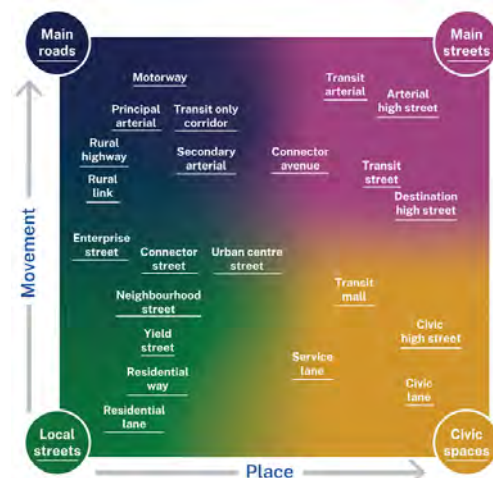 Main
roads
Main
streets
Motorway
Transit
arterial
Arterial
high street
Principal
arterial
Transit only
corridor
Rural
highway
Secondary
arterial
Connector
avenue
Transit
street
Rural
link
Destination
high street
Enterprise
street
Connector
street
Urban centre
street
Transit
mall
Neighbourhood
street
Civic
high street
Yield
street
Service
lane
Residential
way
Civic
lane
Residential
lane
Local
streets
Civic
spaces
Movement
Place